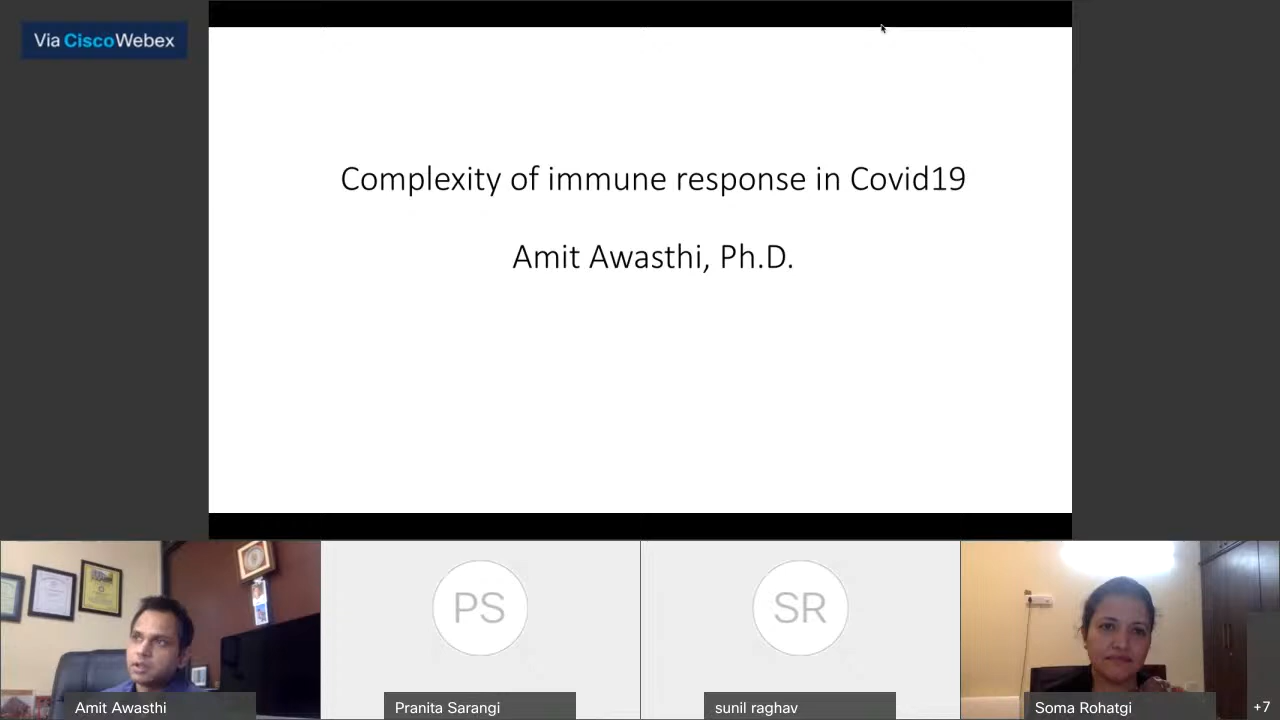 Via CiscoWebex
Complexity of immune response in Covid19
Amit Awasthi, Ph.D.
PS
SR
Amit Awasthi
Pranita Sarangi
sunil raghav
Soma Rohatgi
+7